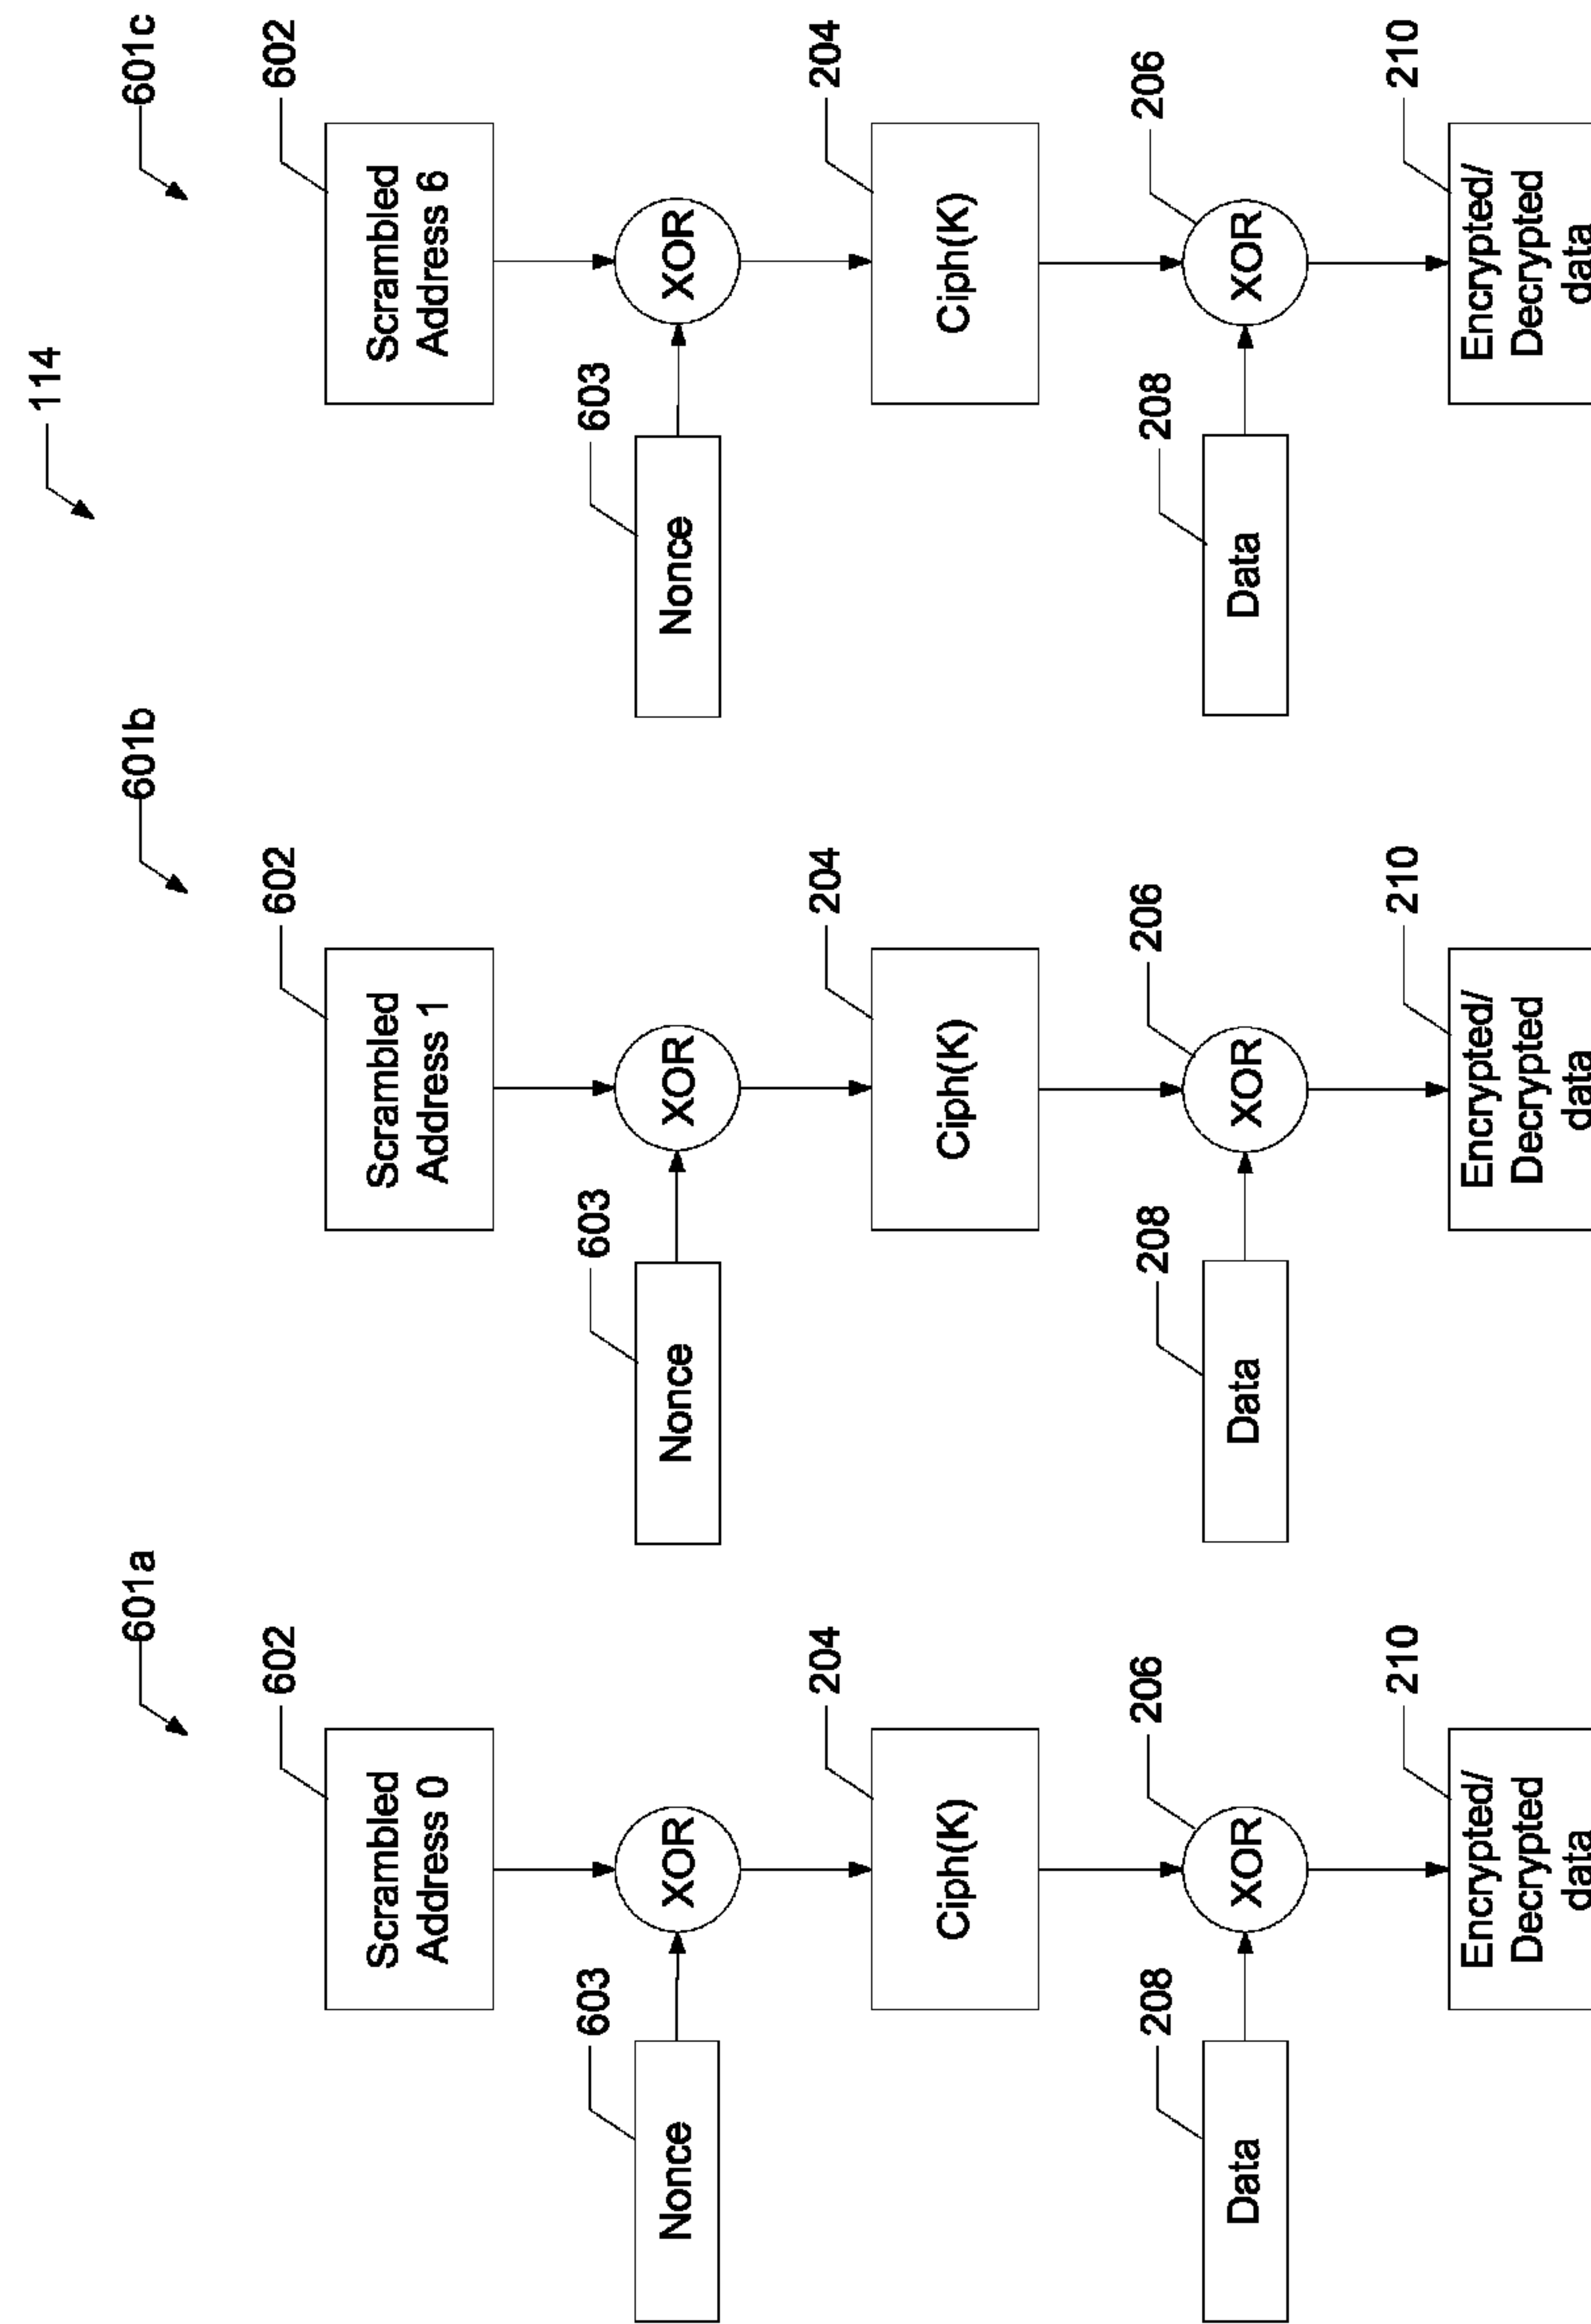 114
601a
601b
601c
602
602
602
Scrambled
Address 0
Scrambled
Address 1
Scrambled
Address 6
603
603
603
Nonce
XOR
Nonce
XOR
Nonce
XOR
204
204
204
Ciph(K)
Ciph(K)
Ciph(K)
208
206
208
206
208
206
Data
XOR
Data
XOR
Data
XOR
210
210
210
Encrypted/
Decrypted
data
Encrypted/
Decrypted
data
Encrypted/
Decrypted
data